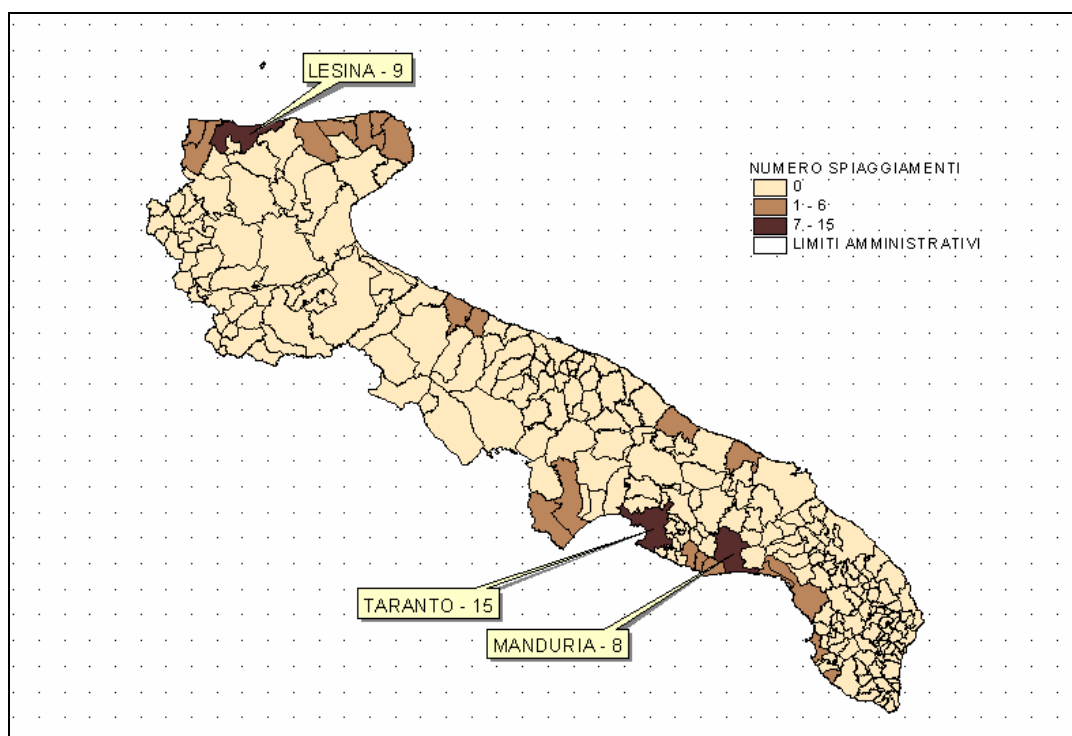 LESINA - 9
NUMERO SPIAGGIAMENTI
0
1 - 6
7 - 15
LIMITI AMMINISTRATIVI
TARANTO - 15
MANDURIA - 8